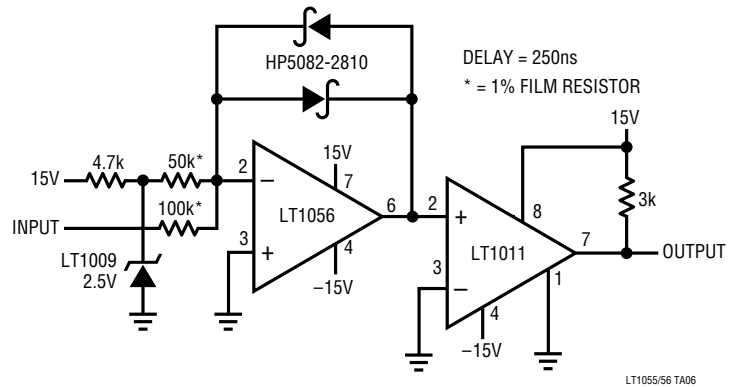 HP5082-2810
DELAY = 250ns
* = 1% FILM RESISTOR
15V
15V
4.7k
50k*
2
–
15V
7
8
3k
100k*
INPUT
LT1056
6
2
+
7
OUTPUT
LT1009
2.5V
3
+
4
–15V
LT1011
3
–
1
4
–15V
LT1055/56 TA06